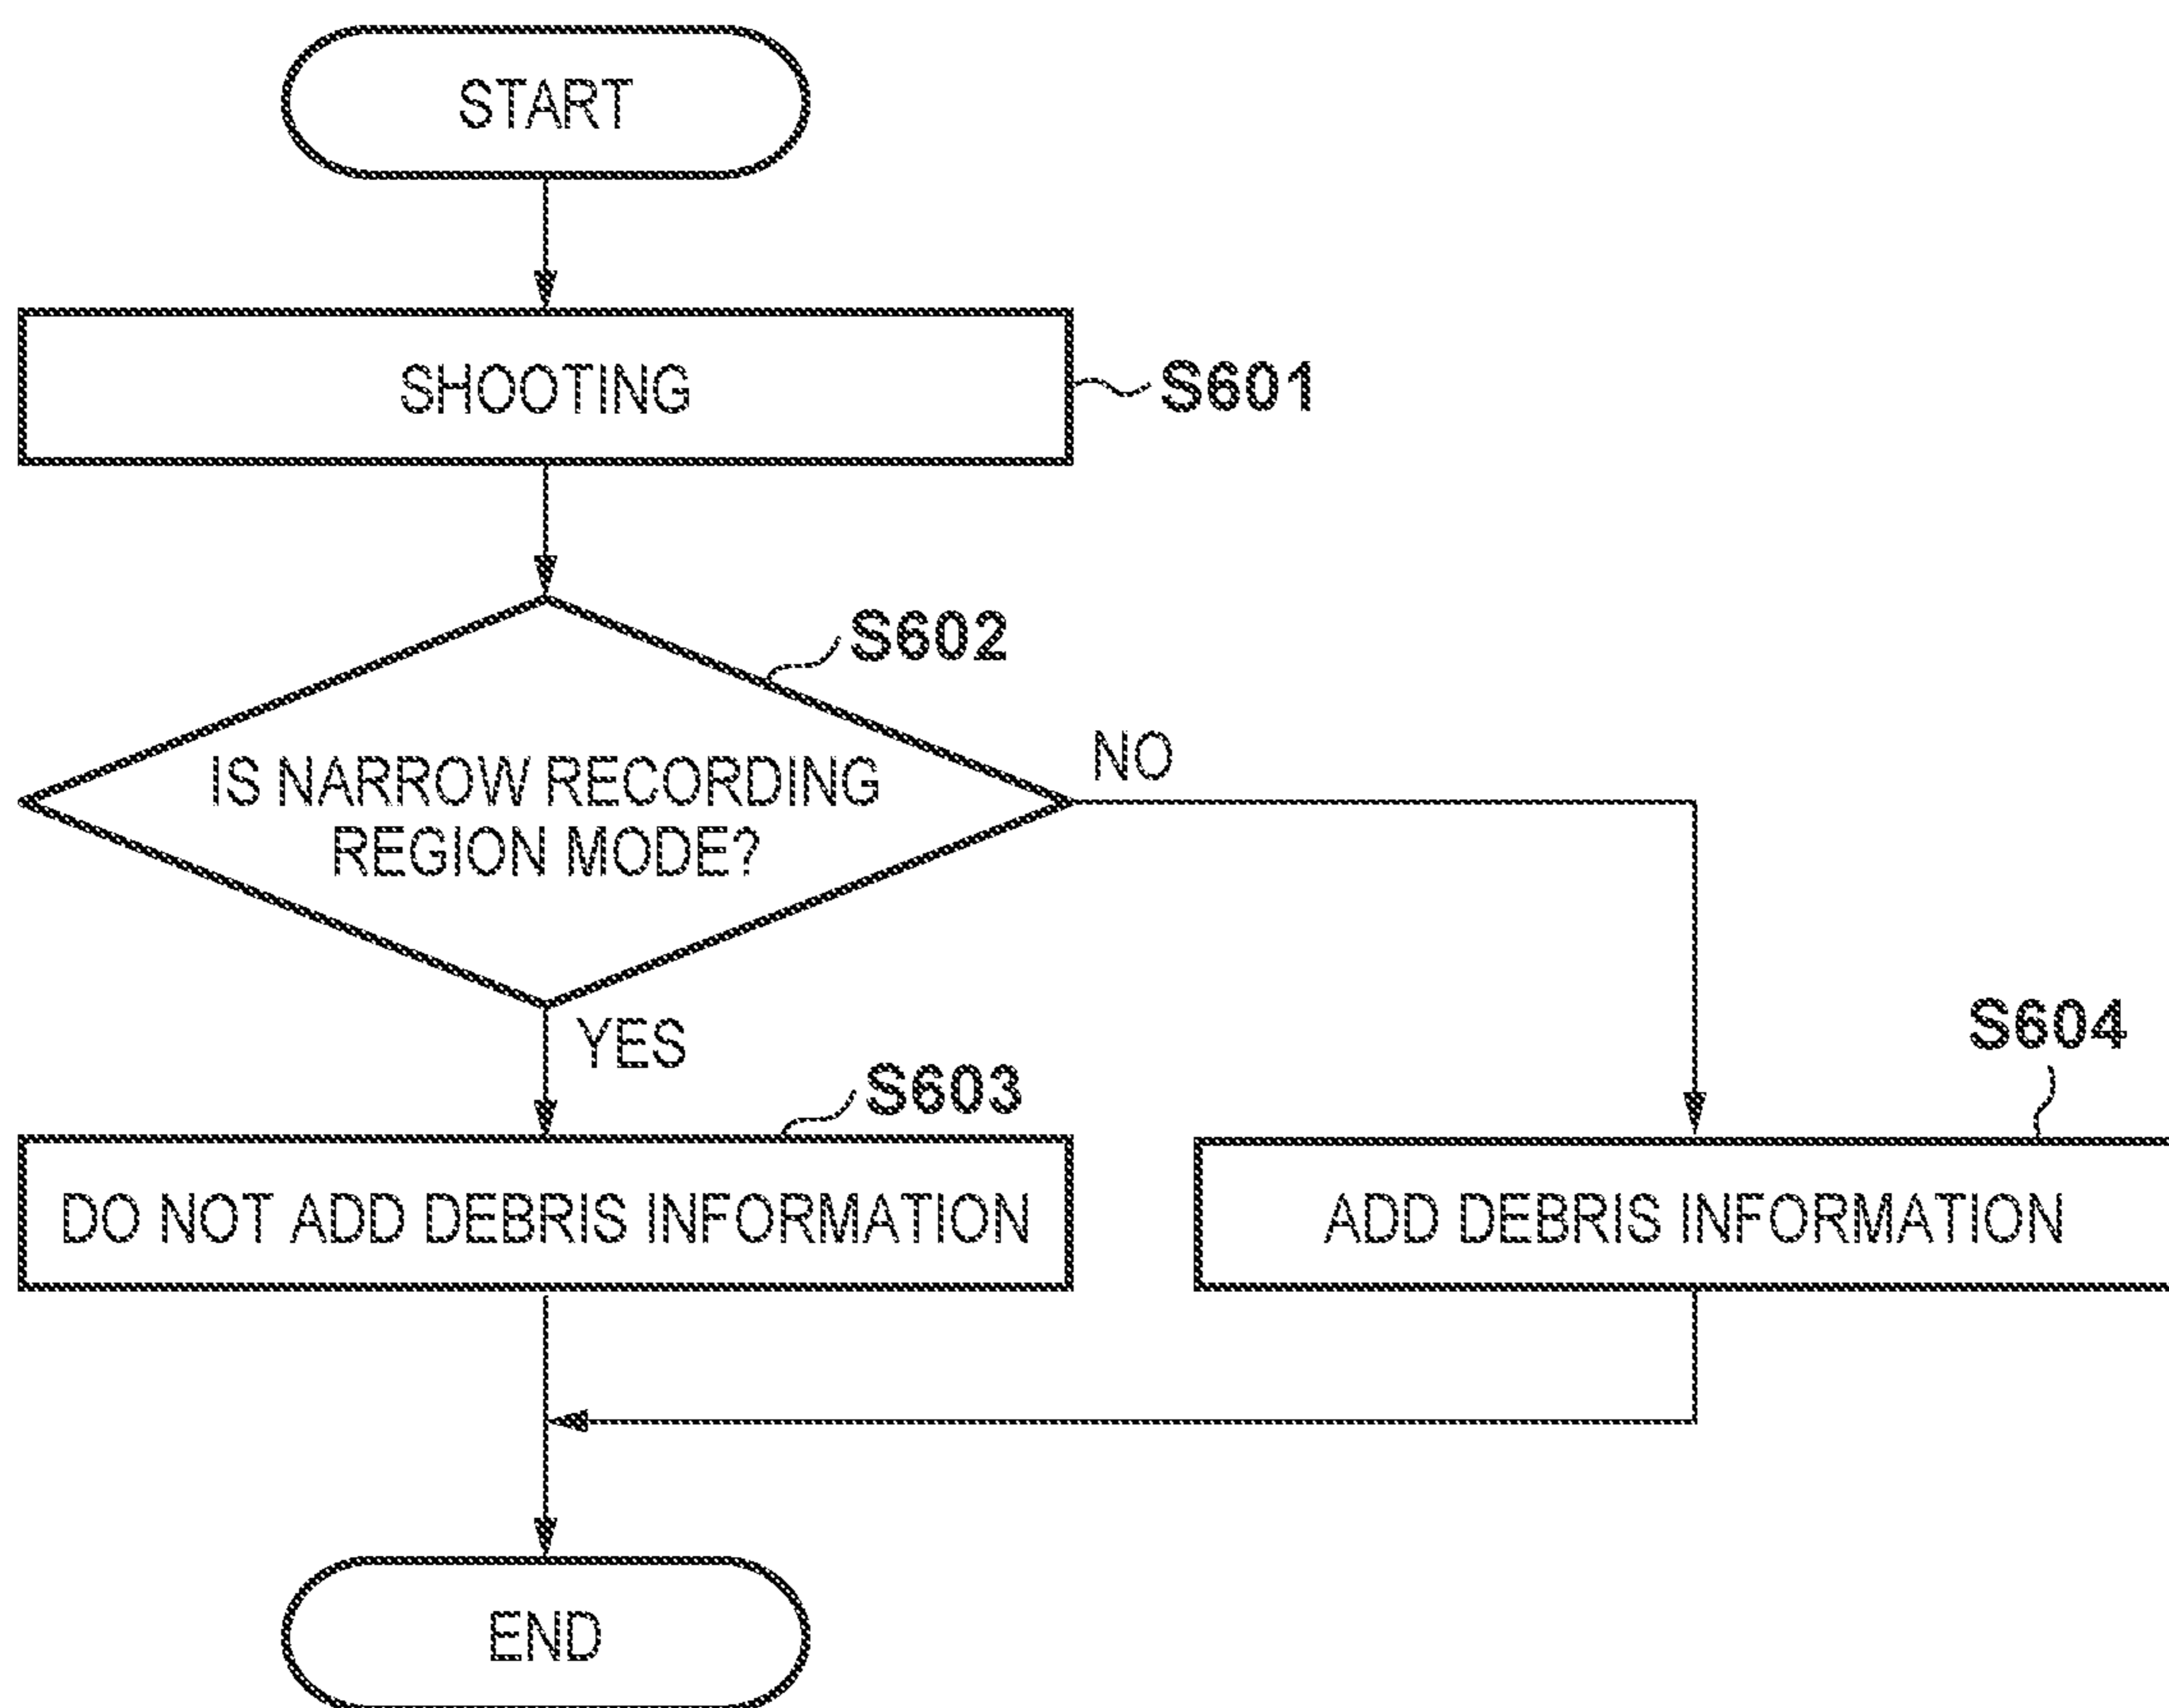 START
SHOOTING
S601
S602
IS NARROW RECORDING
REGION MODE?
NO
YES
S603
S604
DO NOT ADD DEBRIS INFORMATION
ADD DEBRIS INFORMATION
END